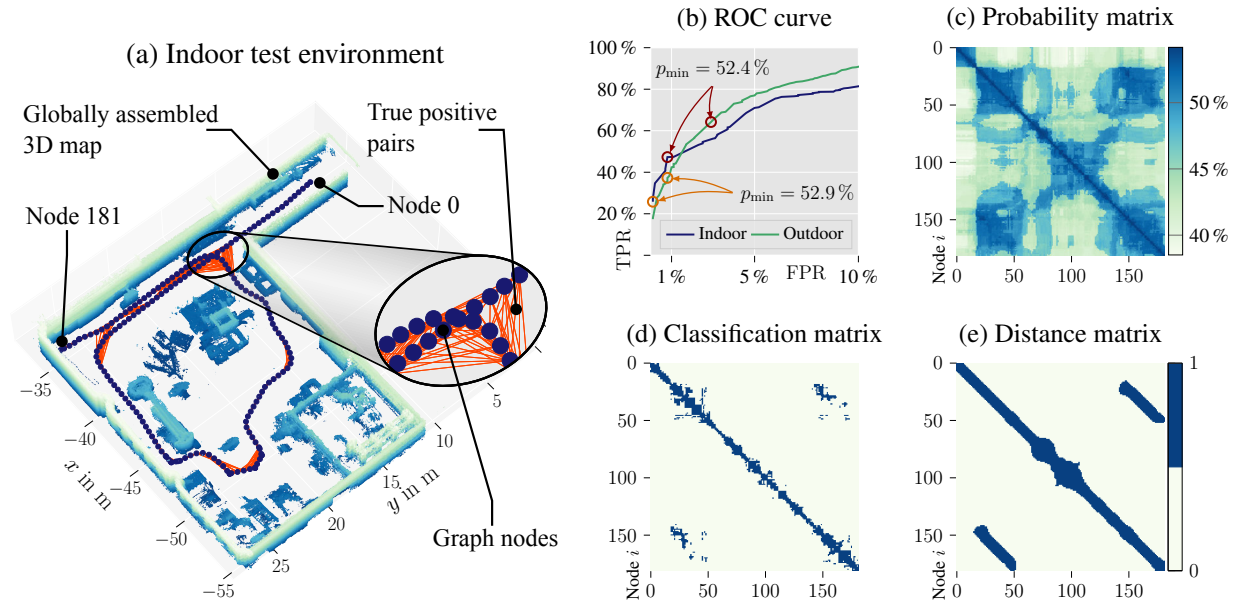 (a) Indoor test environment
Globally assembled
3D map
True positive
pairs
Node 181
Node 0
Graph nodes
−35
−40
−45
−50
−55
x in m
5
10
15
20
25
y in m
(b) ROC curve
100 %
80 %
60 %
40 %
20 %
TPR
p_min = 52.4 %
p_min = 52.9 %
Indoor
Outdoor
1 %
5 %
FPR
10 %
(c) Probability matrix
0
50
100
150
Node i
0
50
100
150
50 %
45 %
40 %
(d) Classification matrix
0
50
100
150
Node i
0
50
100
150
(e) Distance matrix
0
50
100
150
Node i
0
50
100
150
1
0